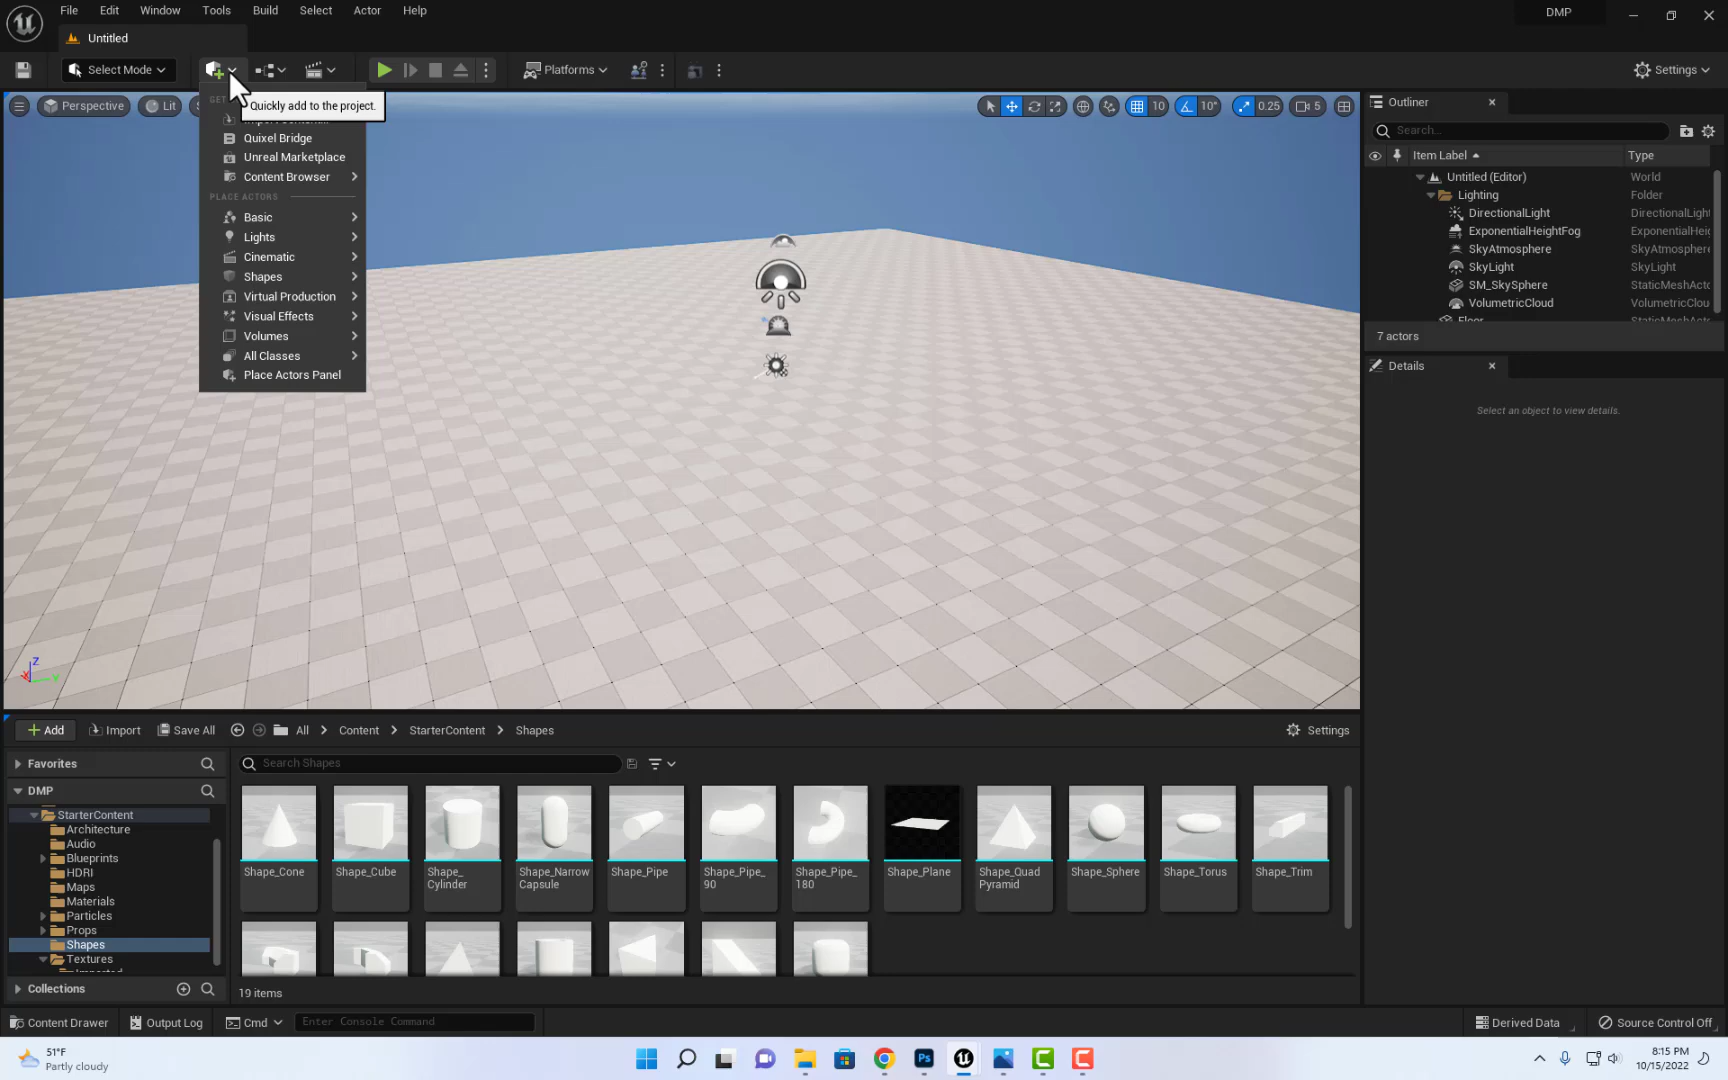 File Edit Window Tools Build Select Actor Help
DMP
Untitled
Select Mode
Platforms
Settings
Quickly add to the project.
Perspective
Lit
10
10°
0.25
5
Quixel Bridge
Unreal Marketplace
Content Browser
PLACE ACTORS
Basic
Lights
Cinematic
Shapes
Virtual Production
Visual Effects
Volumes
All Classes
Place Actors Panel
Outliner
Search...
Item Label Type
Untitled (Editor) World
Lighting Folder
DirectionalLight DirectionalLight
ExponentialHeightFog ExponentialHei
SkyAtmosphere SkyAtmosphere
SkyLight SkyLight
SM_SkySphere StaticMeshActo
VolumetricCloud VolumetricClou
7 actors
Details
Select an object to view details.
Z
X
Y
Add Import Save All All Content StarterContent Shapes Settings
Favorites
Search Shapes
DMP
StarterContent
Architecture
Audio
Blueprints
HDRI
Maps
Materials
Particles
Props
Shapes
Textures
Collections
Shape_Cone
Shape_Cube
Shape_
Cylinder
Shape_Narrow
Capsule
Shape_Pipe
Shape_Pipe_
90
Shape_Pipe_
180
Shape_Plane
Shape_Quad
Pyramid
Shape_Sphere
Shape_Torus
Shape_Trim
19 items
Content Drawer Output Log Cmd Enter Console Command Derived Data Source Control Off
51°F
Partly cloudy
Ps
8:15 PM
10/15/2022